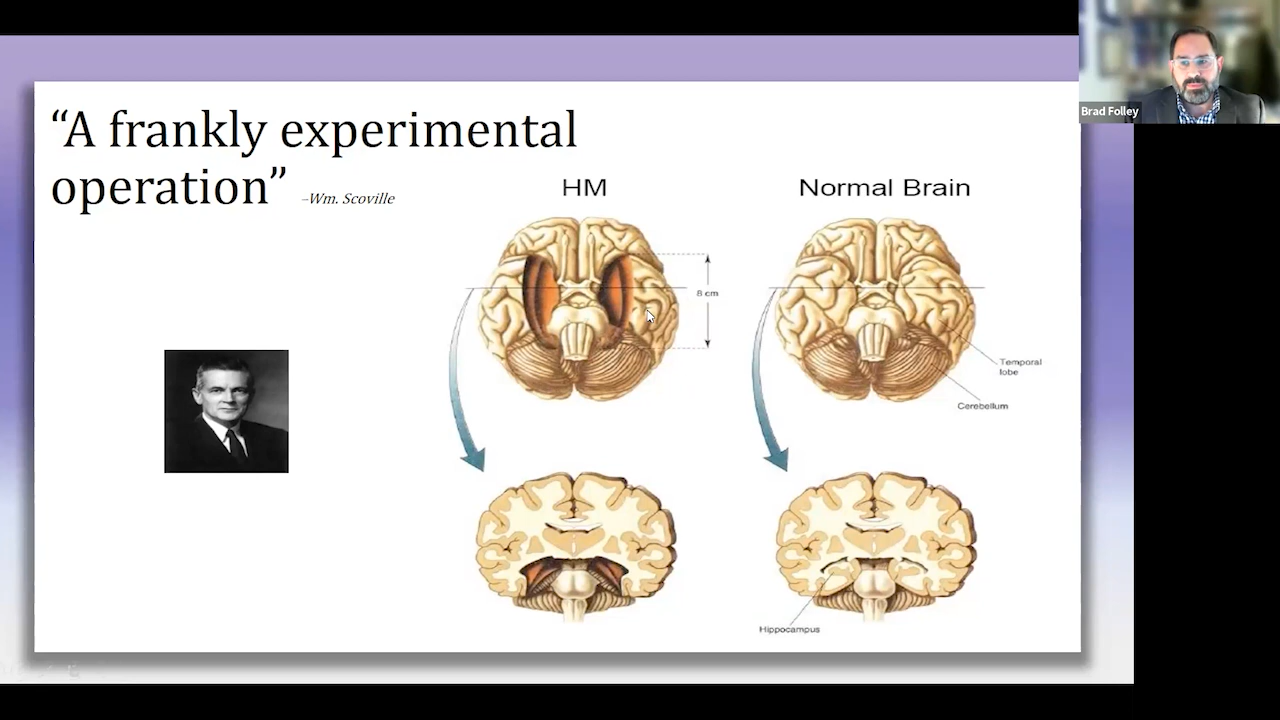 “A frankly experimental
operation” –Wm. Scoville
HM
Normal Brain
8 cm
Temporal
lobe
Cerebellum
Hippocampus
Brad Folley